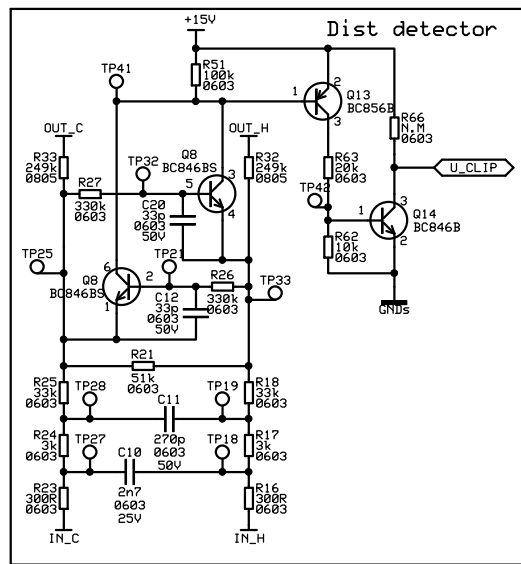 Dist detector
+15V
TP41
R51
100k
0603
1
2
3
Q13
BC856B
R66
N.M
0603
OUT_C
OUT_H
R33
249k
0805
R27
330k
0603
TP32
Q8
BC846BS
5
3
4
R32
249k
0805
C20
33p
0603
50V
R63
20k
0603
TP42
U_CLIP
R62
10k
0603
1
3
2
Q14
BC846B
GNDs
TP25
Q8
BC846BS
6
2
1
TP21
R26
330k
0603
TP33
C12
33p
0603
50V
R21
51k
0603
R25
33k
0603
TP28
C11
270p
0603
50V
TP19
R18
33k
0603
R24
3k
0603
TP27
C10
2n7
0603
25V
TP18
R17
3k
0603
R23
300R
0603
R16
300R
0603
IN_C
IN_H